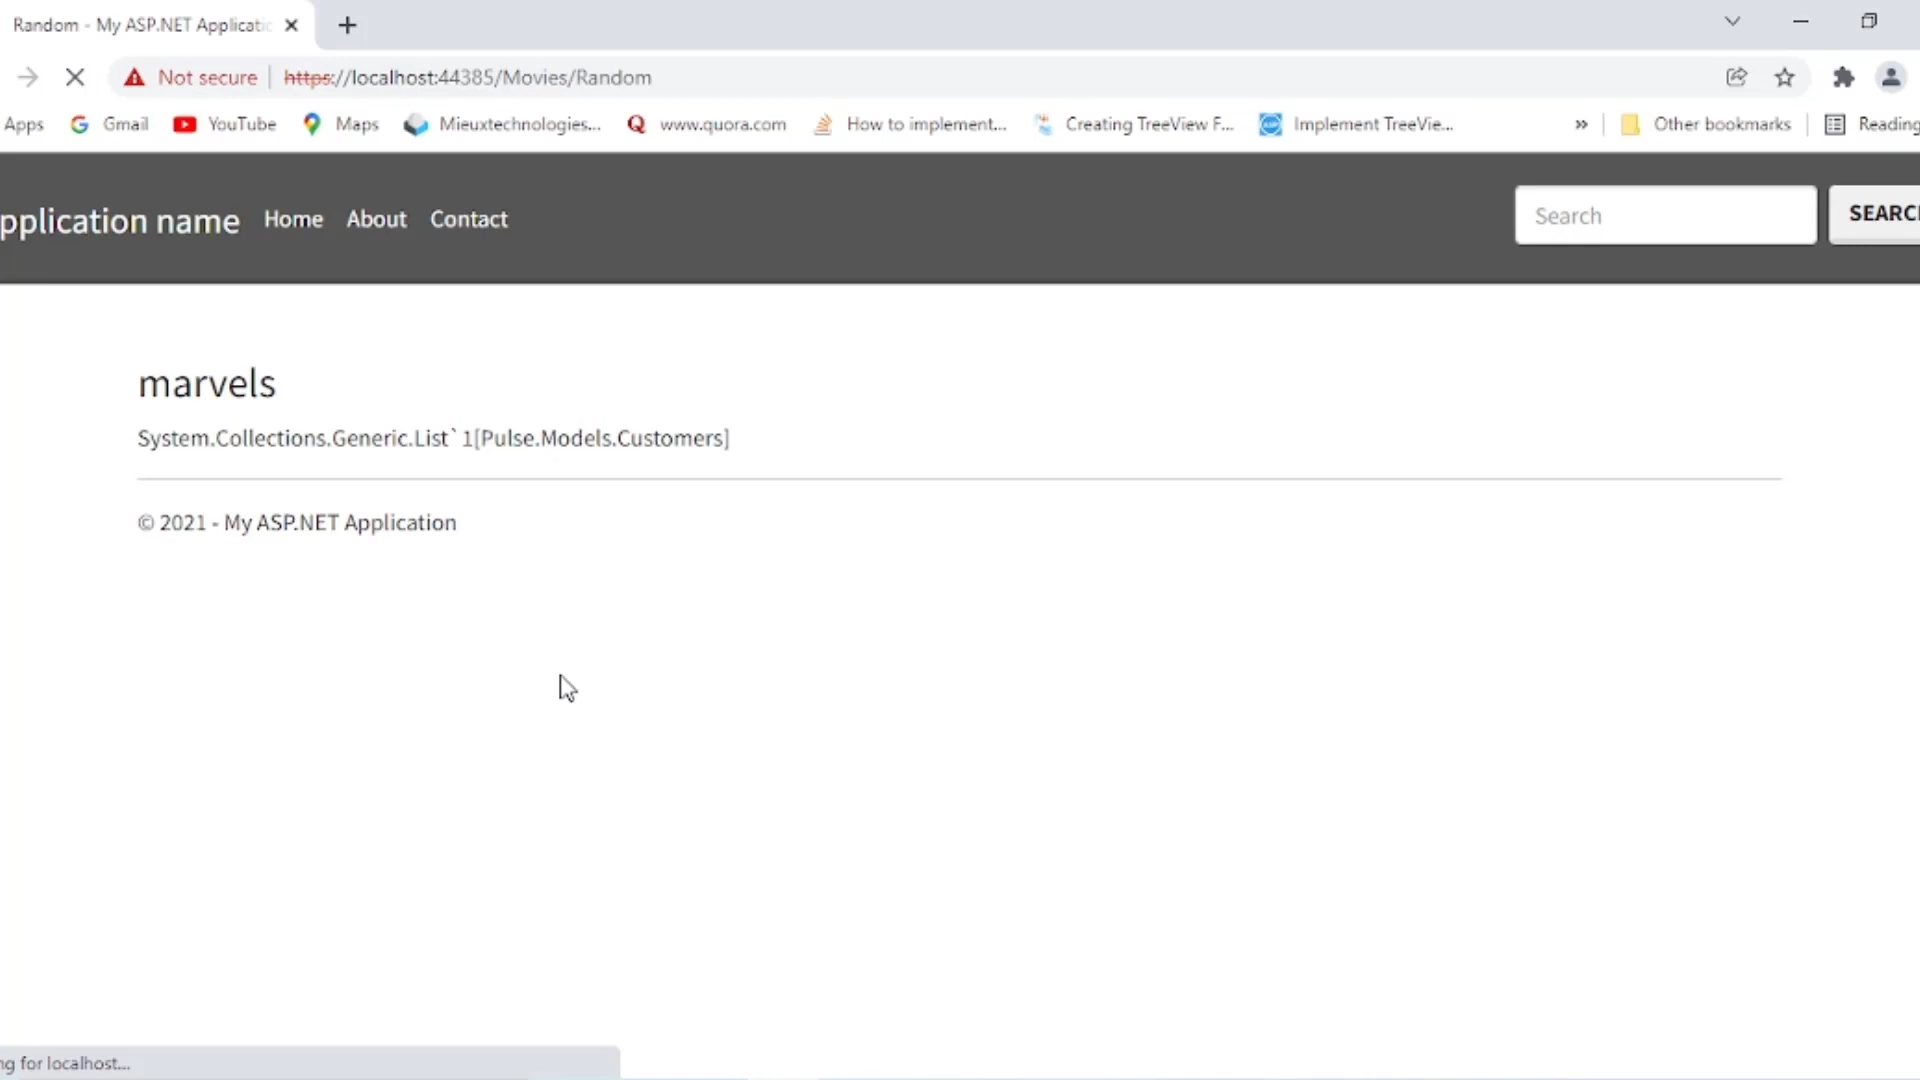 Random - My ASP.NET Applicatic
Not secure https://localhost:44385/Movies/Random
Apps Gmail YouTube Maps Mieuxtechnologies... www.quora.com How to implement... Creating TreeView F... Implement TreeVie... » Other bookmarks Reading
pplication name Home About Contact Search SEARCH
marvels
System.Collections.Generic.List`1[Pulse.Models.Customers]
© 2021 - My ASP.NET Application
ng for localhost...